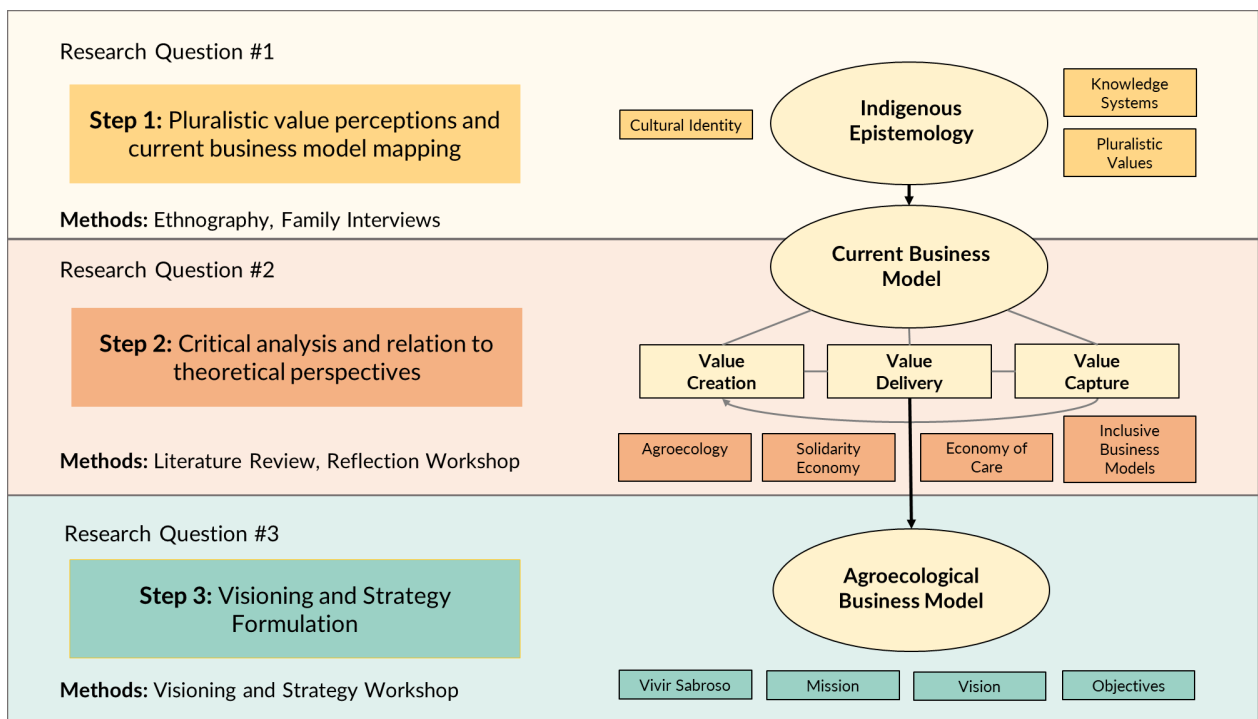 Research Question #1
Step 1: Pluralistic value perceptions and
current business model mapping
Methods: Ethnography, Family Interviews
Cultural Identity
Indigenous
Epistemology
Knowledge
Systems
Pluralistic
Values
Current Business
Model
Research Question #2
Step 2: Critical analysis and relation to
theoretical perspectives
Methods: Literature Review, Reflection Workshop
Value
Creation
Value
Delivery
Value
Capture
Agroecology
Solidarity
Economy
Economy of
Care
Inclusive
Business
Models
Research Question #3
Step 3: Visioning and Strategy
Formulation
Methods: Visioning and Strategy Workshop
Agroecological
Business Model
Vivir Sabroso
Mission
Vision
Objectives